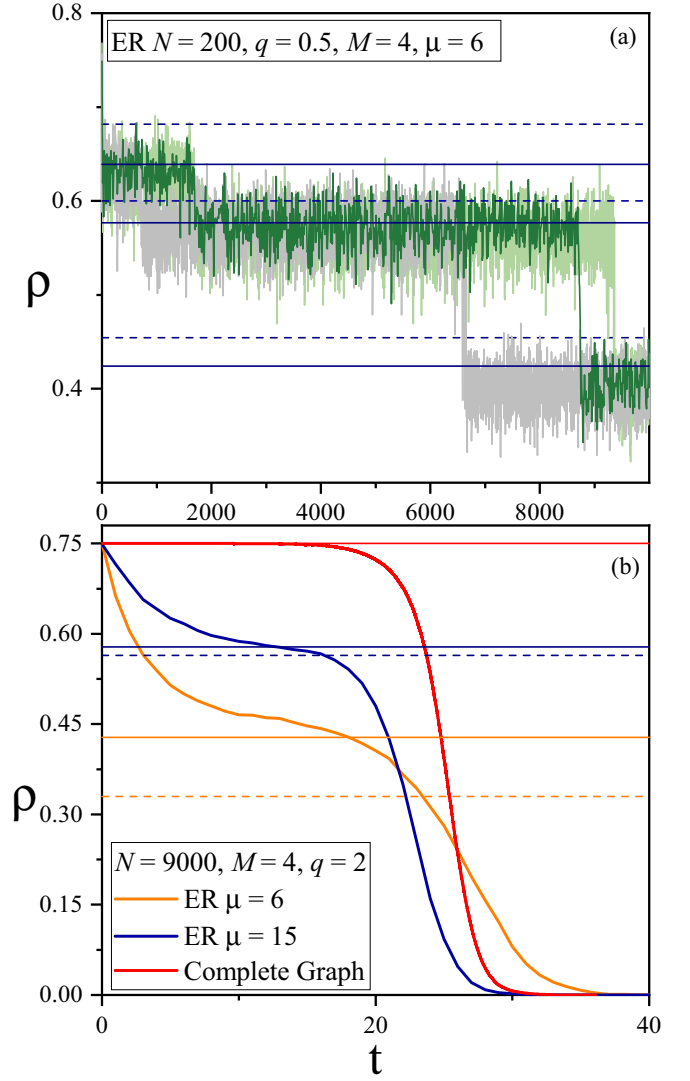 0.8
ER N = 200, q = 0.5, M = 4, μ = 6
(a)
0.6
ρ
0.4
0 2000 4000 6000 8000
0.75
(b)
0.60
0.45
ρ
0.30
N = 9000, M = 4, q = 2
ER μ = 6
0.15
ER μ = 15
Complete Graph
0.00
0 20 40
t